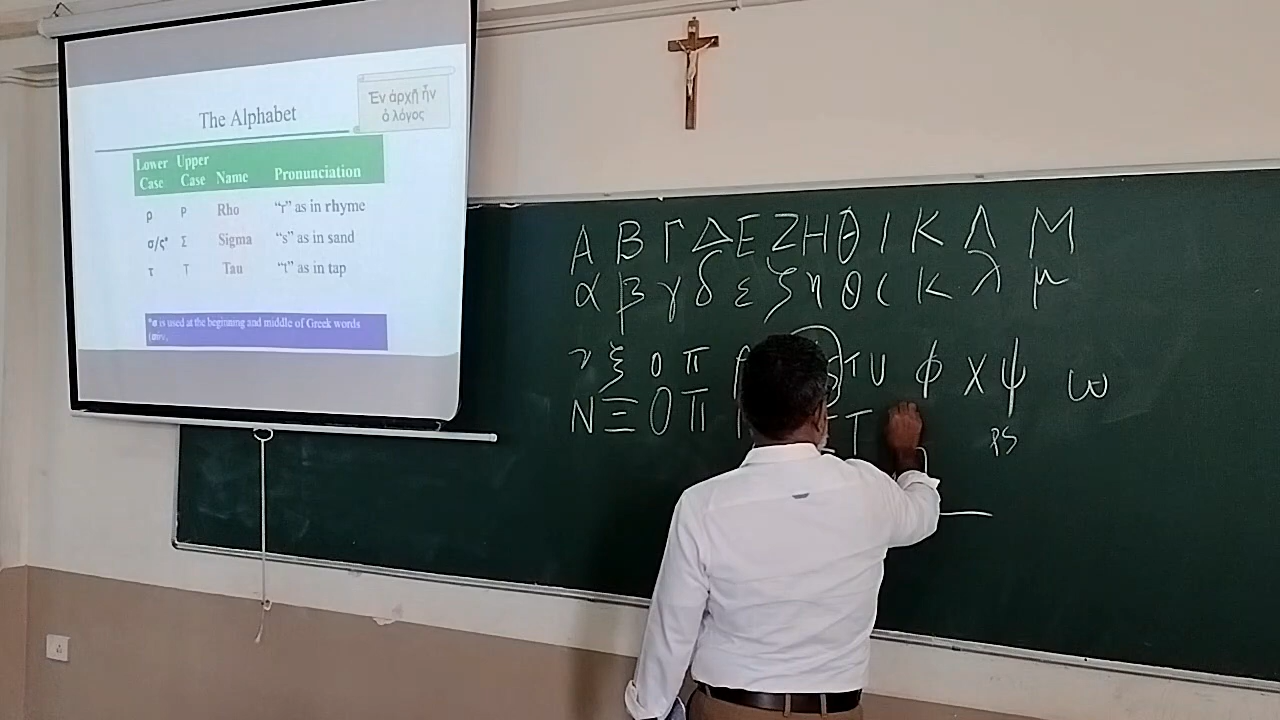 The Alphabet
Ἐν ἀρχῇ ἦν
ὁ λόγος
Lower Case Upper Case Name Pronunciation
ρ Ρ Rho “r” as in rhyme
σ/ς* Σ Sigma “s” as in sand
τ Τ Tau “t” as in tap
*σ is used at the beginning and middle of Greek words
Α Β Γ Δ Ε Ζ Η Θ Ι Κ Λ Μ
α β γ δ ε ζ η θ ι κ λ μ
ν ξ ο π ς τ υ φ χ ψ ω
Ν Ξ Ο Π Τ
PS